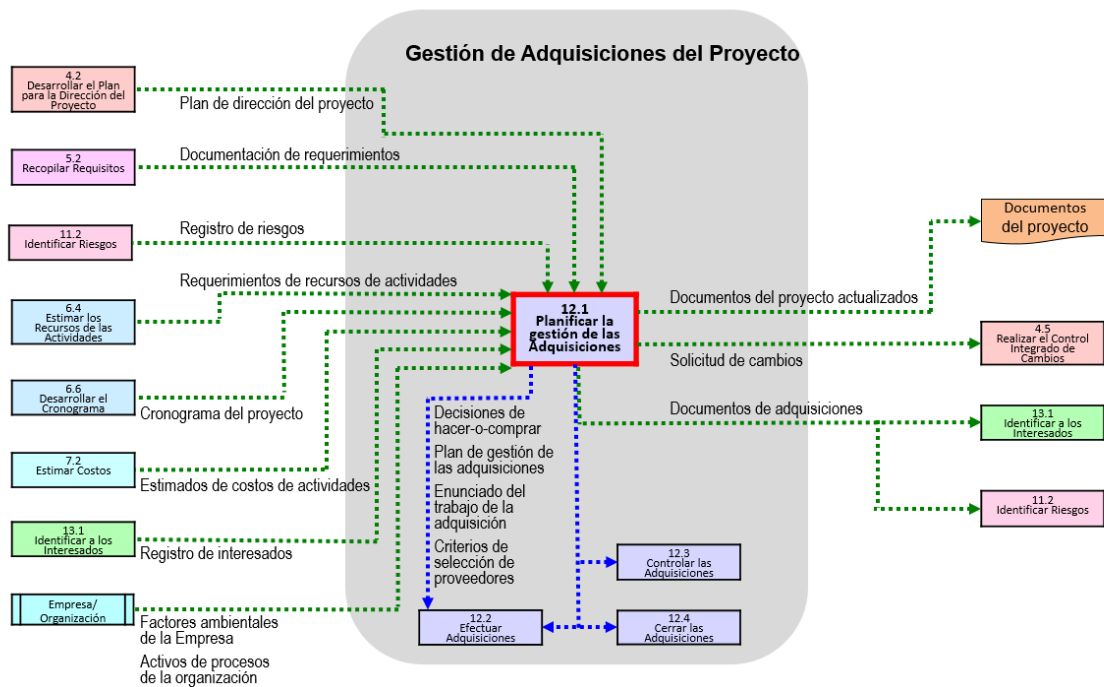 Gestión de Adquisiciones del Proyecto
4.2
Desarrollar el Plan
para la Dirección del
Proyecto
Plan de dirección del proyecto
5.2
Recopilar Requisitos
Documentación de requerimientos
11.2
Identificar Riesgos
Registro de riesgos
Requerimientos de recursos de actividades
6.4
Estimar los
Recursos de las
Actividades
6.6
Desarrollar el
Cronograma
Cronograma del proyecto
7.2
Estimar Costos
Estimados de costos de actividades
13.1
Identificar a los
Interesados
Registro de interesados
Empresa/
Organización
Factores ambientales
de la Empresa
Activos de procesos
de la organización
12.1
Planificar la
gestión de las
Adquisiciones
Decisiones de
hacer-o-comprar
Plan de gestión de
las adquisiciones
Enunciado del
trabajo de la
adquisición
Criterios de
selección de
proveedores
12.2
Efectuar
Adquisiciones
12.3
Controlar las
Adquisiciones
12.4
Cerrar las
Adquisiciones
Documentos del proyecto actualizados
Solicitud de cambios
Documentos de adquisiciones
Documentos
del proyecto
4.5
Realizar el Control
Integrado de
Cambios
13.1
Identificar a los
Interesados
11.2
Identificar Riesgos